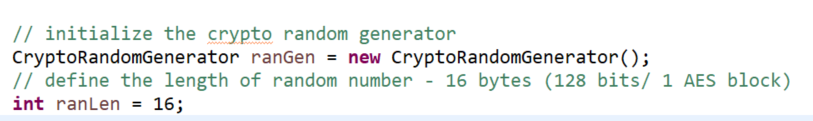 // initialize the crypto random generator
CryptoRandomGenerator ranGen = new CryptoRandomGenerator();
// define the length of random number - 16 bytes (128 bits/ 1 AES block)
int ranLen = 16;